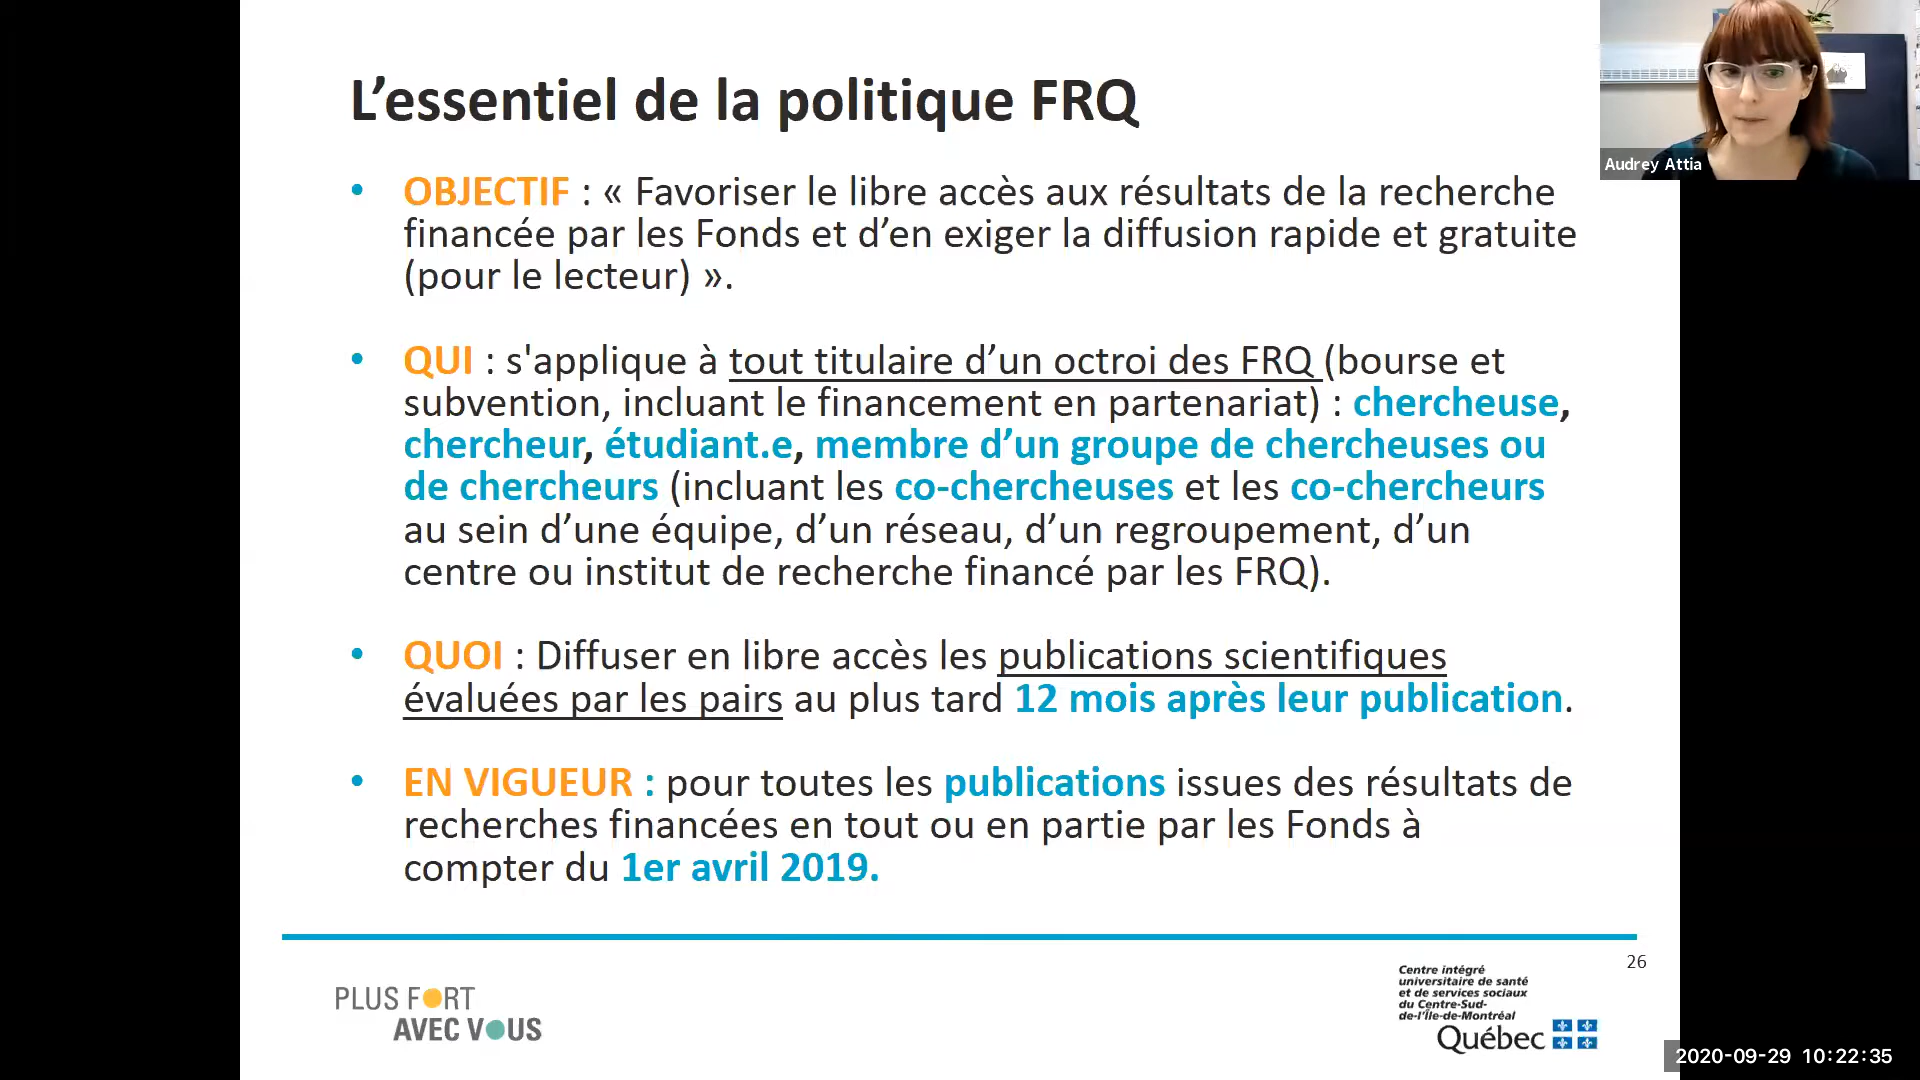 L’essentiel de la politique FRQ
Audrey Attia
• OBJECTIF : « Favoriser le libre accès aux résultats de la recherche
financée par les Fonds et d’en exiger la diffusion rapide et gratuite
(pour le lecteur) ».
• QUI : s'applique à tout titulaire d’un octroi des FRQ (bourse et
subvention, incluant le financement en partenariat) : chercheuse,
chercheur, étudiant.e, membre d’un groupe de chercheuses ou
de chercheurs (incluant les co-chercheuses et les co-chercheurs
au sein d’une équipe, d’un réseau, d’un regroupement, d’un
centre ou institut de recherche financé par les FRQ).
• QUOI : Diffuser en libre accès les publications scientifiques
évaluées par les pairs au plus tard 12 mois après leur publication.
• EN VIGUEUR : pour toutes les publications issues des résultats de
recherches financées en tout ou en partie par les Fonds à
compter du 1er avril 2019.
26
PLUS FORT
AVEC VOUS
Centre intégré
universitaire de santé
et de services sociaux
du Centre-Sud-
de-l’Île-de-Montréal
Québec
2020-09-29 10:22:35